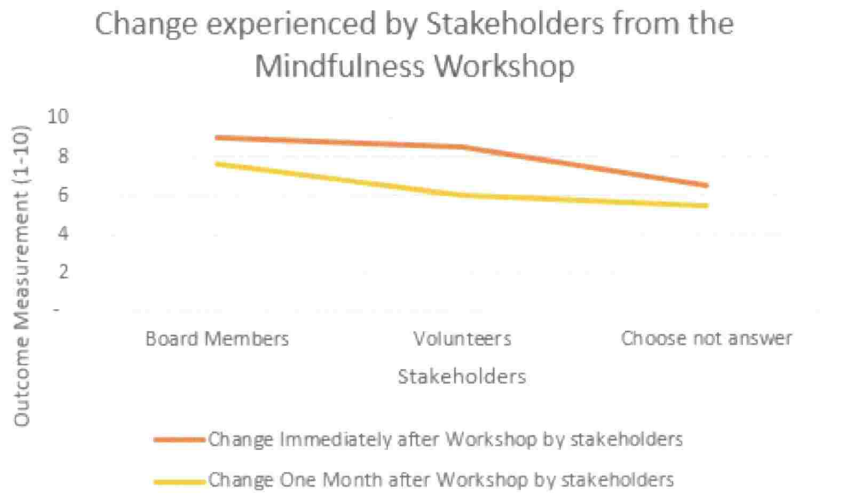 Change experienced by Stakeholders from the
Mindfulness Workshop
Outcome Measurement (1-10)
10
8
6
4
2
-
Board Members
Volunteers
Choose not answer
Stakeholders
Change Immediately after Workshop by stakeholders
Change One Month after Workshop by stakeholders